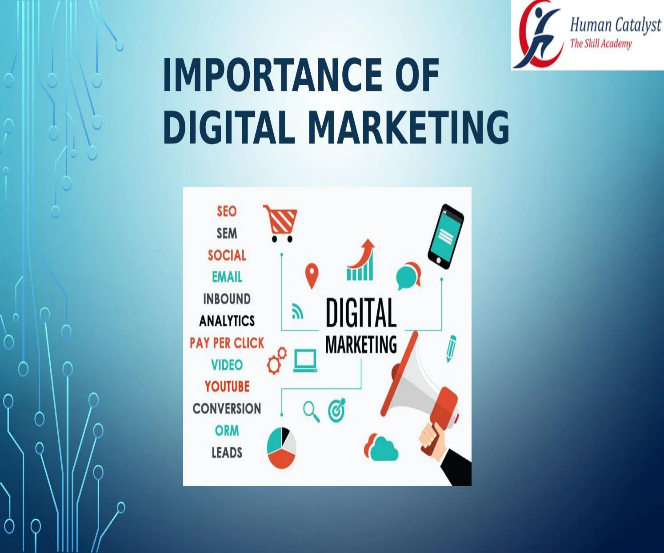 Human Catalyst
The Skill Academy
IMPORTANCE OF
DIGITAL MARKETING
SEO
SEM
SOCIAL
EMAIL
INBOUND
ANALYTICS
PAY PER CLICK
VIDEO
YOUTUBE
CONVERSION
ORM
LEADS
DIGITAL
MARKETING